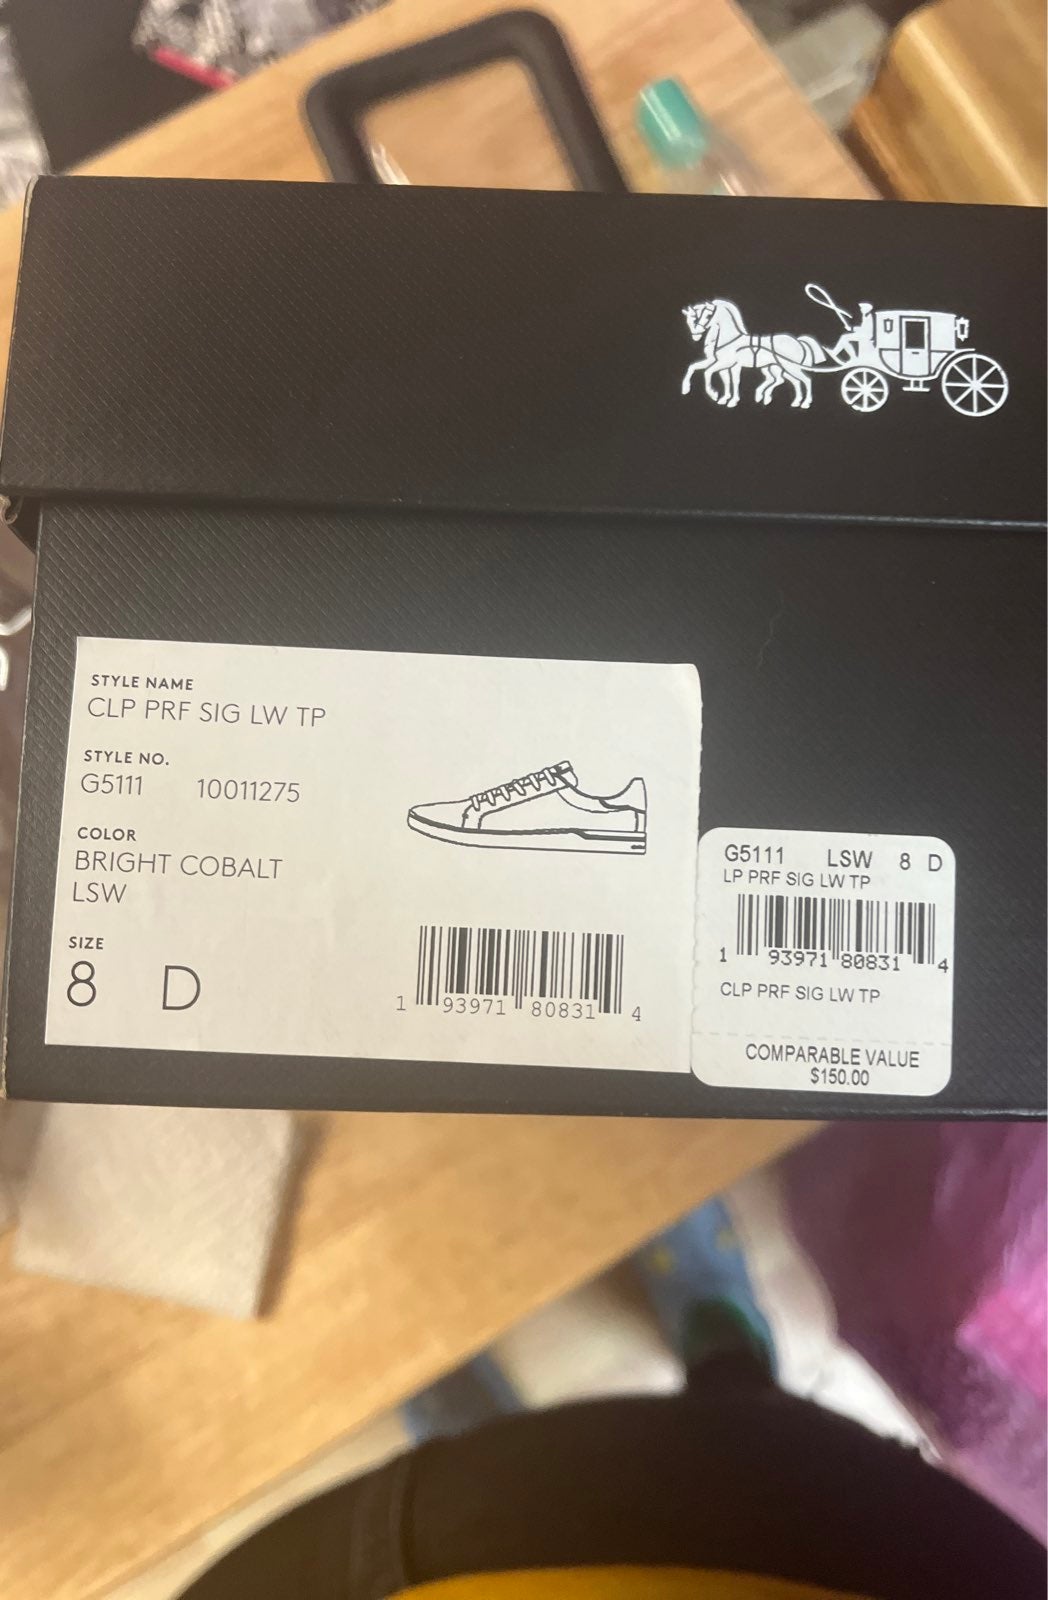 STYLE NAME
CLP PRF SIG LW TP
STYLE NO.
G5111 10011275
COLOR
BRIGHT COBALT
LSW
SIZE
8 D
1 93971 80831 4
G5111 LSW 8 D
LP PRF SIG LW TP
1 93971 80831 4
CLP PRF SIG LW TP
COMPARABLE VALUE
$150.00